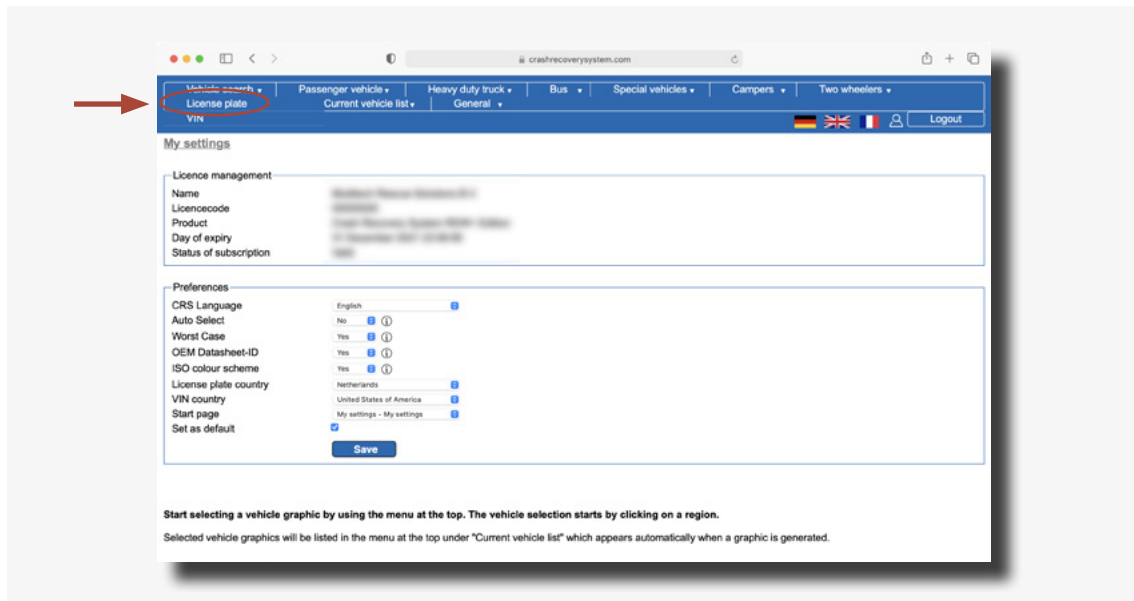 crashrecoverysystem.com
Vehicle search ▾ Passenger vehicle ▾ Heavy duty truck ▾ Bus ▾ Special vehicles ▾ Campers ▾ Two wheelers ▾
License plate Current vehicle list ▾ General ▾
VIN
Logout
My settings
Licence management
Name
Licencecode
Product
Day of expiry
Status of subscription
Preferences
CRS Language English
Auto Select No
Worst Case Yes
OEM Datasheet-ID Yes
ISO colour scheme Yes
License plate country Netherlands
VIN country United States of America
Start page My settings - My settings
Set as default
Save
Start selecting a vehicle graphic by using the menu at the top. The vehicle selection starts by clicking on a region.
Selected vehicle graphics will be listed in the menu at the top under "Current vehicle list" which appears automatically when a graphic is generated.